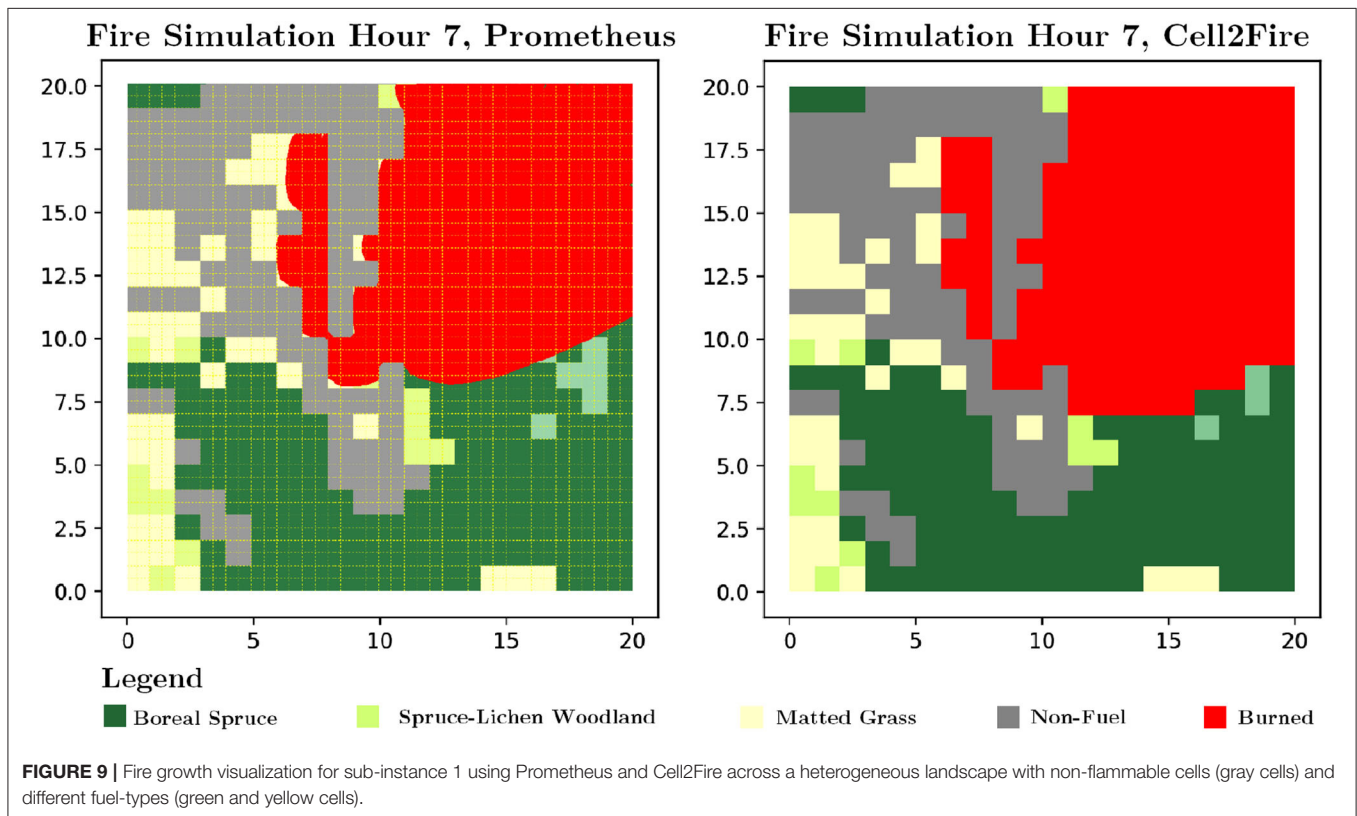 Fire Simulation Hour 7, Prometheus
Fire Simulation Hour 7, Cell2Fire
20.0
17.5
15.0
12.5
10.0
7.5
5.0
2.5
0.0
0 5 10 15 20
20.0
17.5
15.0
12.5
10.0
7.5
5.0
2.5
0.0
0 5 10 15 20
Legend
Boreal Spruce Spruce-Lichen Woodland Matted Grass Non-Fuel Burned
FIGURE 9 | Fire growth visualization for sub-instance 1 using Prometheus and Cell2Fire across a heterogeneous landscape with non-flammable cells (gray cells) and
different fuel-types (green and yellow cells).